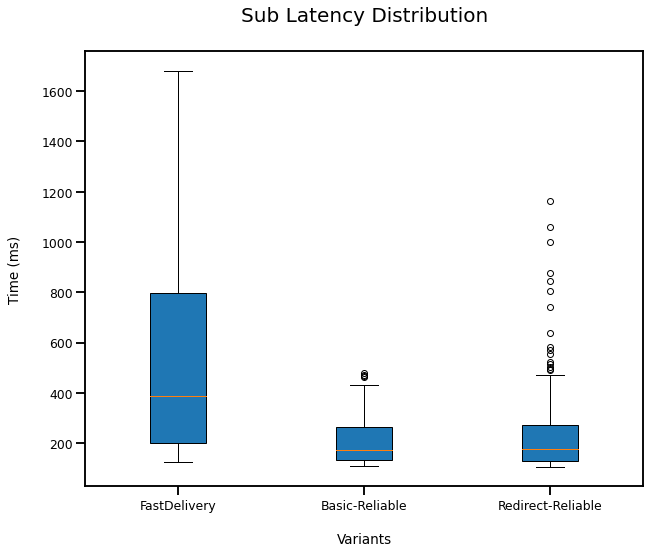 Sub Latency Distribution
1600
1400
1200
1000
800
600
400
200
Time (ms)
FastDelivery
Basic-Reliable
Redirect-Reliable
Variants